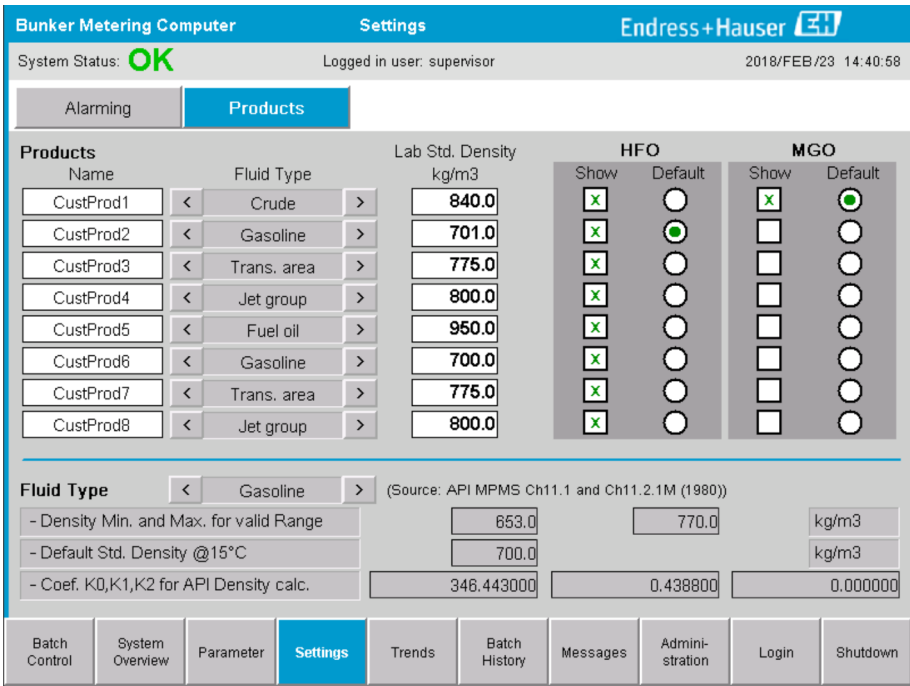 Bunker Metering Computer Settings Endress+Hauser EH
System Status: OK Logged in user: supervisor 2018/FEB/23 14:40:58
Alarming Products
Products Lab Std. Density HFO MGO
Name Fluid Type kg/m3 Show Default Show Default
CustProd1 < Crude > 840.0 x x
CustProd2 < Gasoline > 701.0 x
CustProd3 < Trans. area > 775.0 x
CustProd4 < Jet group > 800.0 x
CustProd5 < Fuel oil > 950.0 x
CustProd6 < Gasoline > 700.0 x
CustProd7 < Trans. area > 775.0 x
CustProd8 < Jet group > 800.0 x
Fluid Type < Gasoline > (Source: API MPMS Ch11.1 and Ch11.2.1M (1980))
- Density Min. and Max. for valid Range 653.0 770.0 kg/m3
- Default Std. Density @15°C 700.0 kg/m3
- Coef. K0,K1,K2 for API Density calc. 346.443000 0.438800 0.000000
Batch Control System Overview Parameter Settings Trends Batch History Messages Admini-stration Login Shutdown